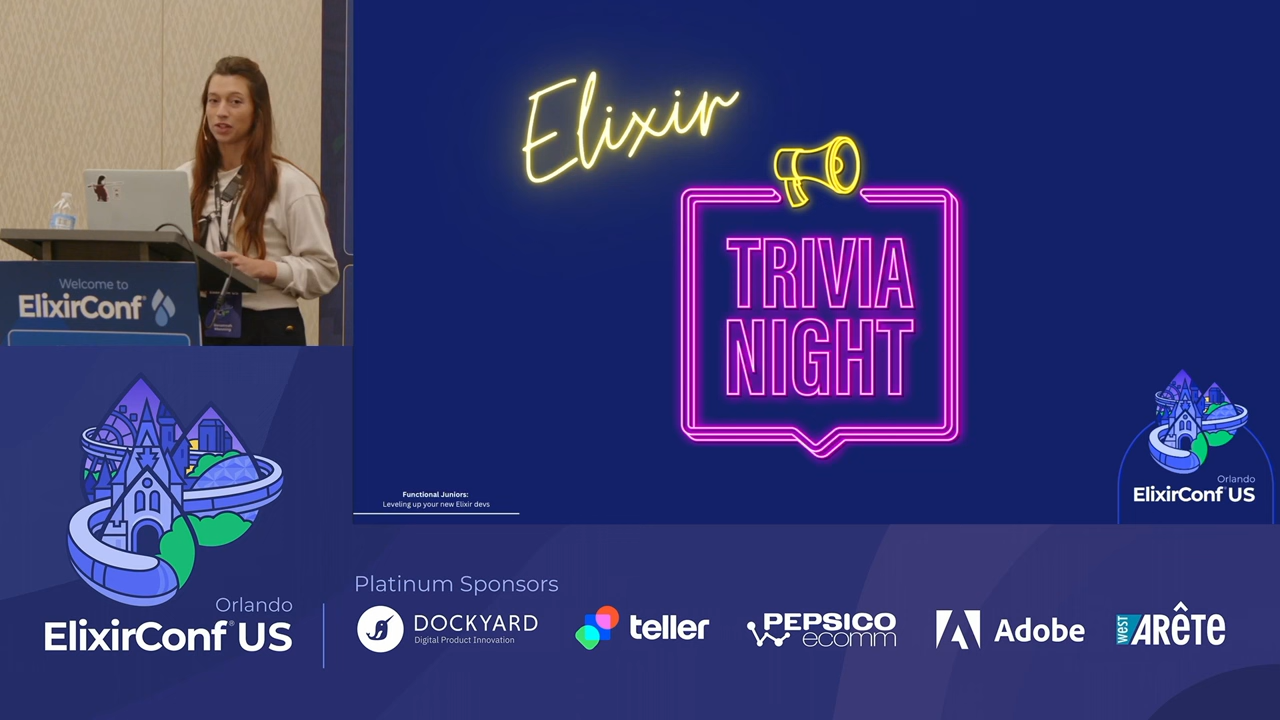 Elixir
TRIVIA
NIGHT
Welcome to
ElixirConf®
Functional Juniors:
Leveling up your new Elixir devs
Orlando
ElixirConf US
Orlando
ElixirConf® US
Platinum Sponsors
DOCKYARD
Digital Product Innovation
teller
PEPSICO
ecomm
Adobe
west ARÊTE